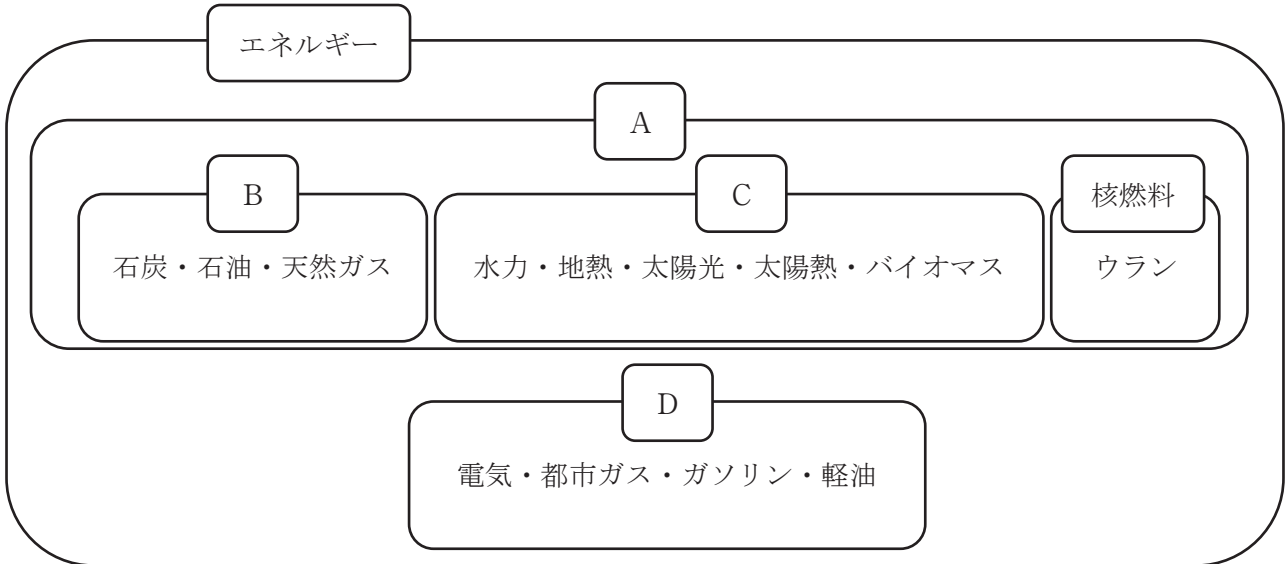 エネルギー
A
B
C
核燃料
石炭・石油・天然ガス
水力・地熱・太陽光・太陽熱・バイオマス
ウラン
D
電気・都市ガス・ガソリン・軽油